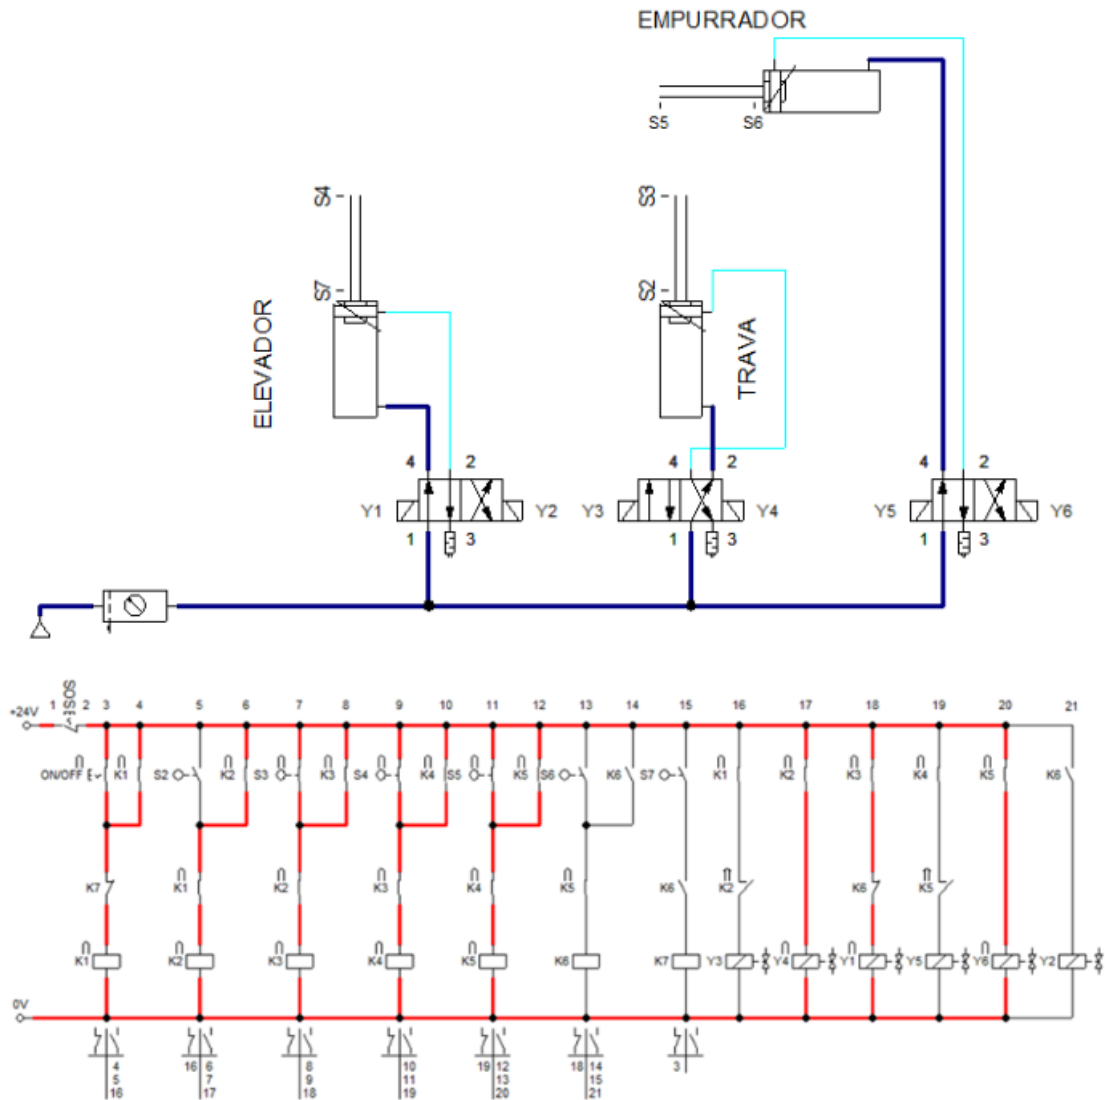 EMPURRADOR
S5 S6
S4 S3
S7 S2
ELEVADOR TRAVA
4 2 4 2 4 2
Y1 Y2 Y3 Y4 Y5 Y6
1 3 1 3 1 3
SOS
+24V 1 2 3 4 5 6 7 8 9 10 11 12 13 14 15 16 17 18 19 20 21
ON/OFF E K1 S2 K2 S3 K3 S4 K4 S5 K5 S6 K6 S7 K1 K2 K3 K4 K5 K6
K7 K1 K2 K3 K4 K5 K6 K2 K6 K5
K1 K2 K3 K4 K5 K6 K7 Y3 Y4 Y1 Y5 Y6 Y2
0V
4 16 6 8 10 19 12 18 14 3
5 7 9 11 13 15
16 17 18 19 20 21